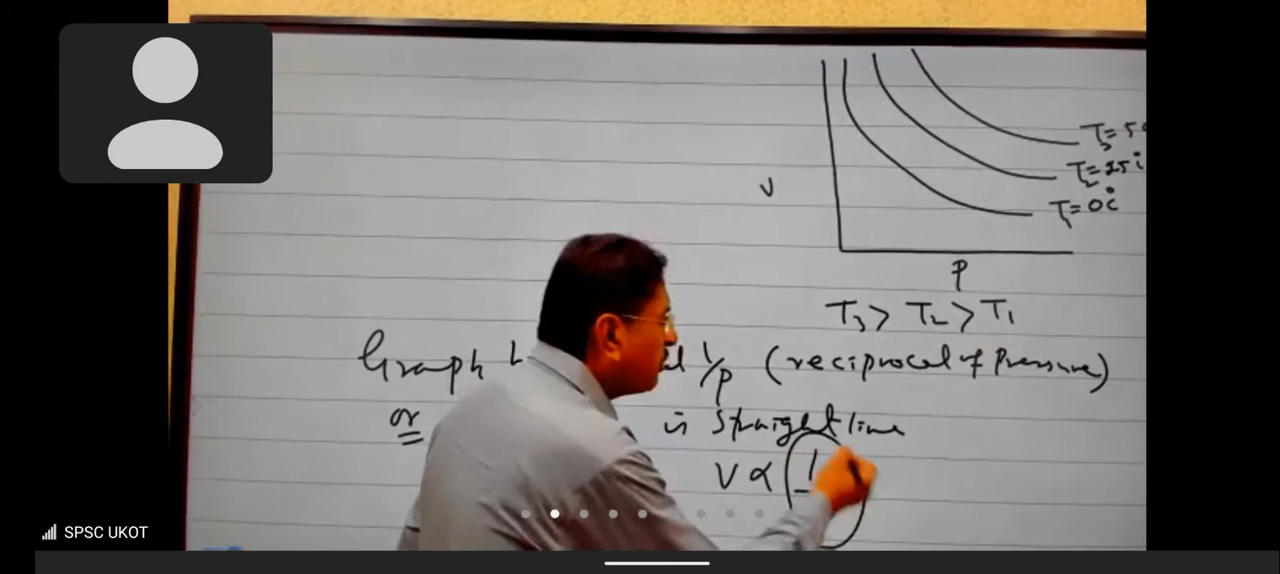 T₃= 5
T₂=25°C
T₁=0°C
V
P
T₃> T₂ >T₁
Graph 1/P (reciprocal of Pressure)
or is straight line
V ∝ 1
SPSC UKOT